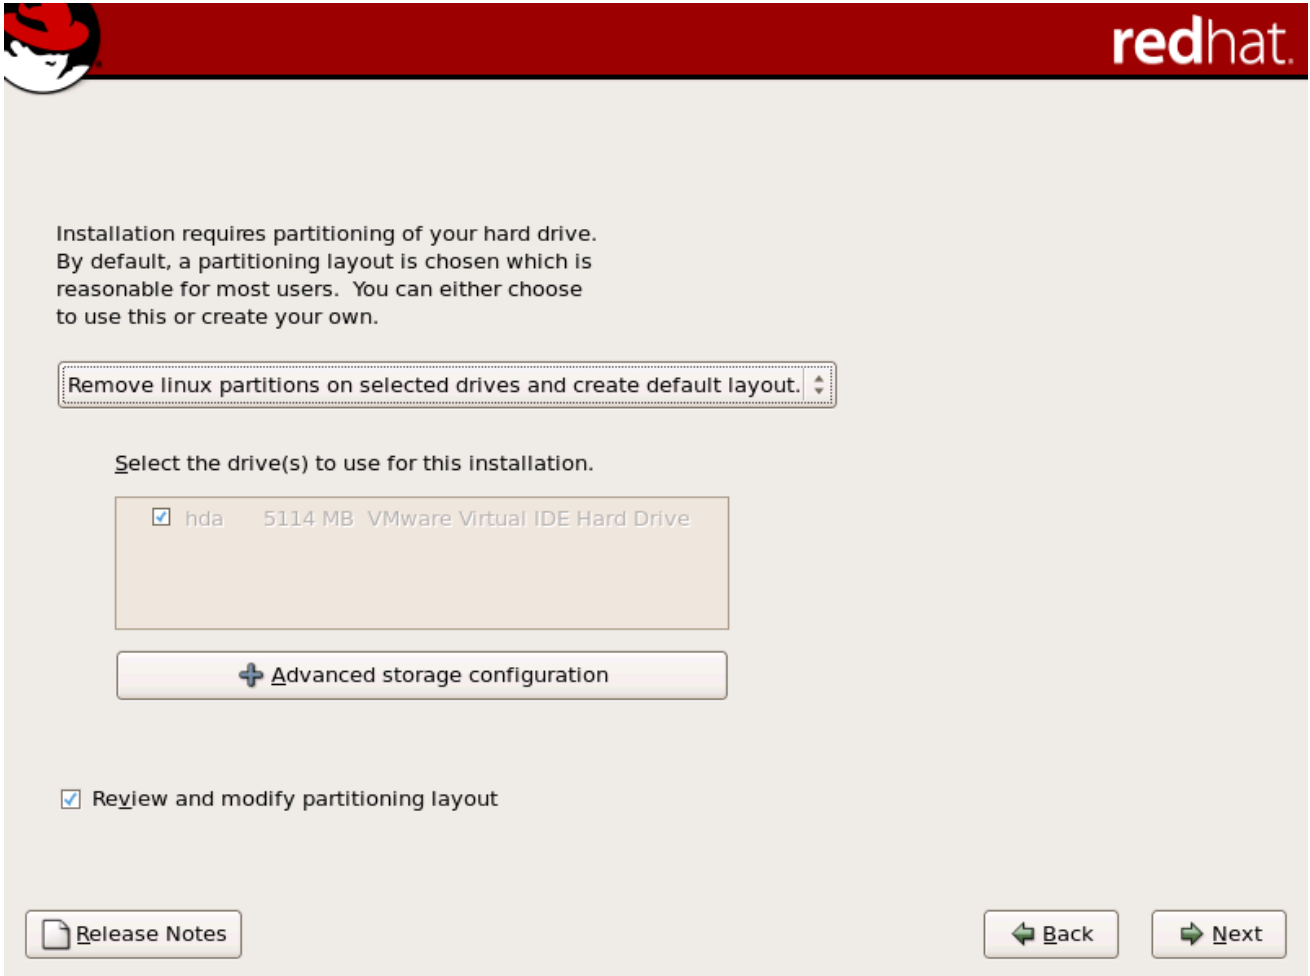 redhat.
Installation requires partitioning of your hard drive.
By default, a partitioning layout is chosen which is
reasonable for most users.  You can either choose
to use this or create your own.
Remove linux partitions on selected drives and create default layout.
Select the drive(s) to use for this installation.
hda 5114 MB VMware Virtual IDE Hard Drive
Advanced storage configuration
Review and modify partitioning layout
Release Notes
Back
Next